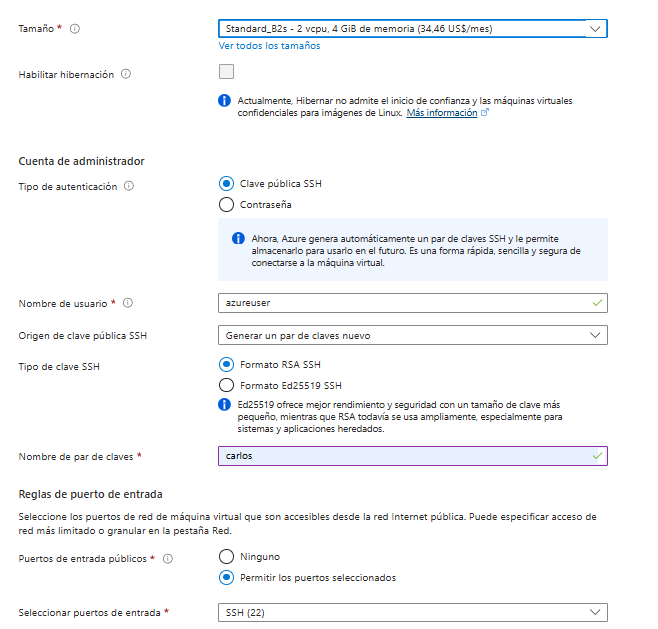 Tamaño *
Standard_B2s - 2 vcpu, 4 GiB de memoria (34,46 US$/mes)
Ver todos los tamaños
Habilitar hibernación
Actualmente, Hibernar no admite el inicio de confianza y las máquinas virtuales
confidenciales para imágenes de Linux. Más información
Cuenta de administrador
Tipo de autenticación
Clave pública SSH
Contraseña
Ahora, Azure genera automáticamente un par de claves SSH y le permite
almacenarlo para usarlo en el futuro. Es una forma rápida, sencilla y segura de
conectarse a la máquina virtual.
Nombre de usuario *
azureuser
Origen de clave pública SSH
Generar un par de claves nuevo
Tipo de clave SSH
Formato RSA SSH
Formato Ed25519 SSH
Ed25519 ofrece mejor rendimiento y seguridad con un tamaño de clave más
pequeño, mientras que RSA todavía se usa ampliamente, especialmente para
sistemas y aplicaciones heredados.
Nombre de par de claves *
carlos
Reglas de puerto de entrada
Seleccione los puertos de red de máquina virtual que son accesibles desde la red Internet pública. Puede especificar acceso de
red más limitado o granular en la pestaña Red.
Puertos de entrada públicos *
Ninguno
Permitir los puertos seleccionados
Seleccionar puertos de entrada *
SSH (22)